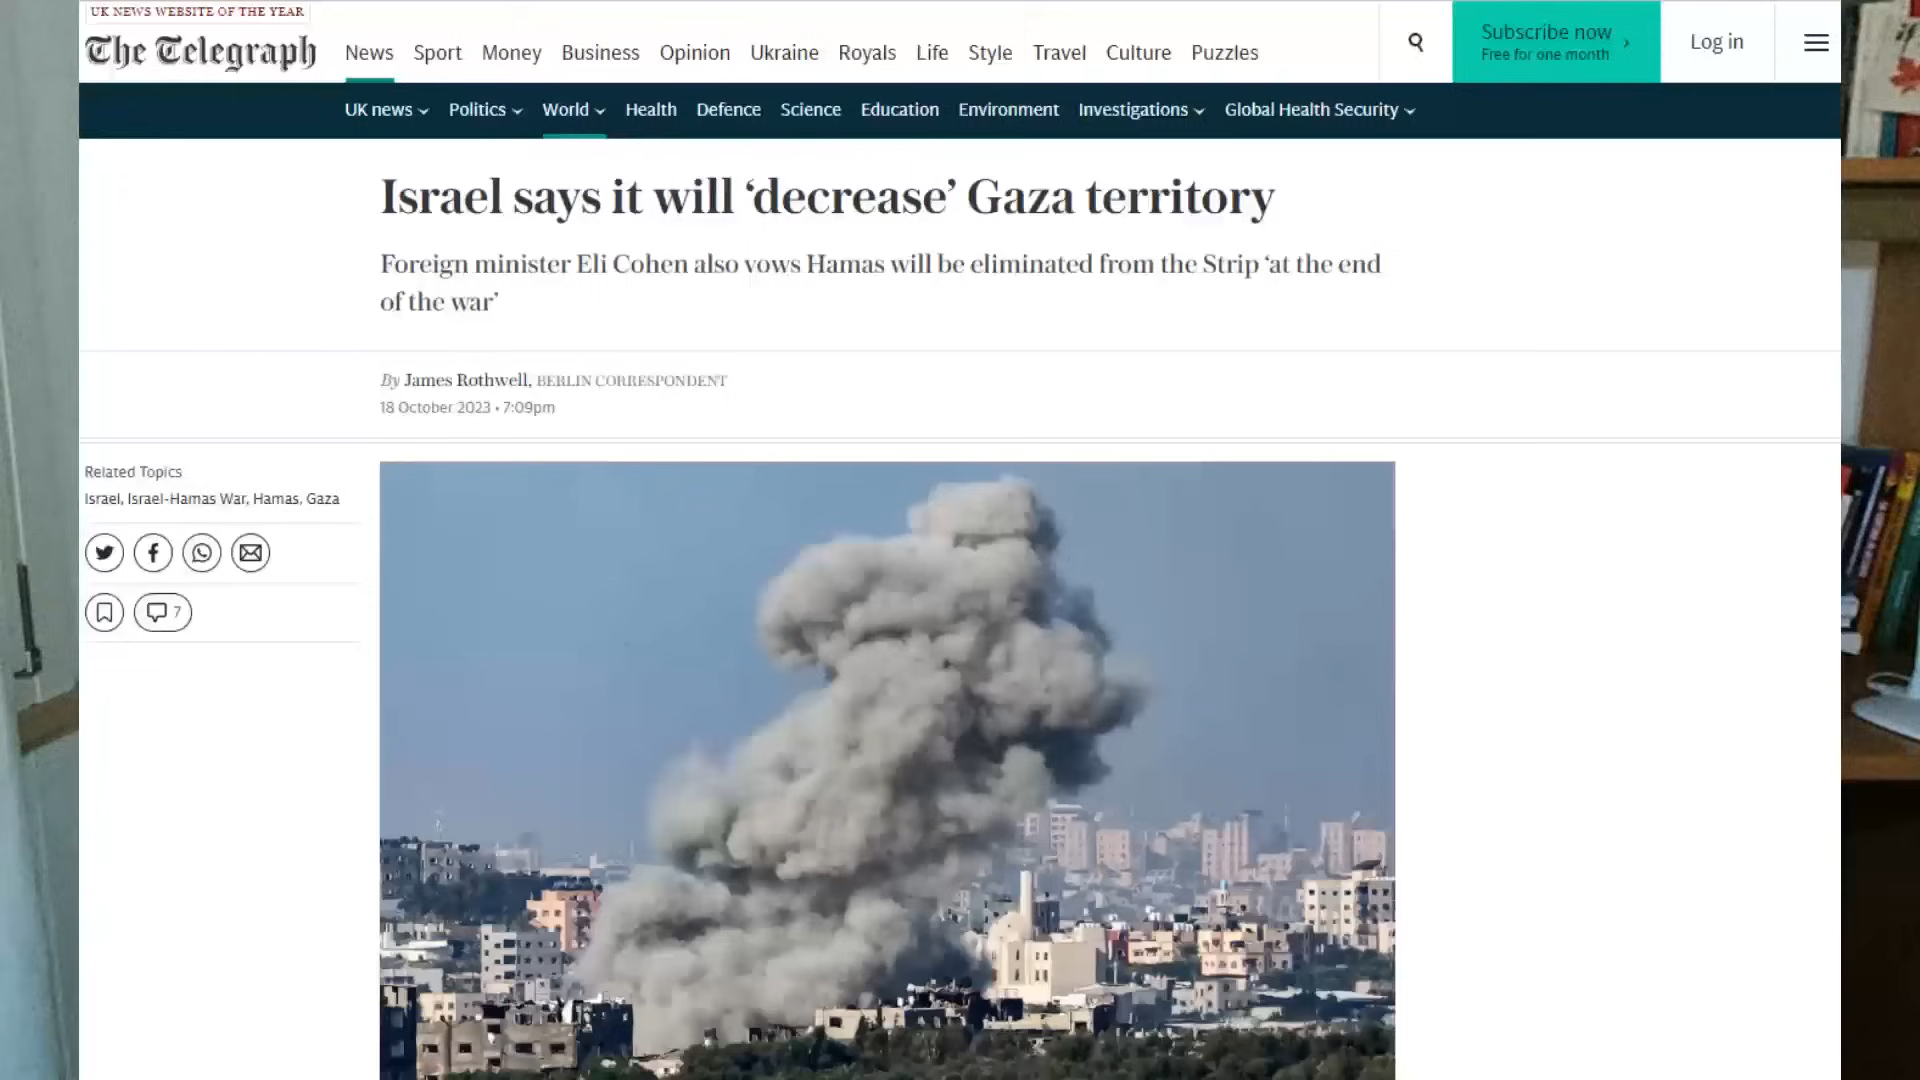 UK NEWS WEBSITE OF THE YEAR
The Telegraph
News Sport Money Business Opinion Ukraine Royals Life Style Travel Culture Puzzles
Subscribe now
Free for one month
Log in
UK news Politics World Health Defence Science Education Environment Investigations Global Health Security
Israel says it will ‘decrease’ Gaza territory
Foreign minister Eli Cohen also vows Hamas will be eliminated from the Strip ‘at the end
of the war’
By James Rothwell, BERLIN CORRESPONDENT
18 October 2023 • 7:09pm
Related Topics
Israel, Israel-Hamas War, Hamas, Gaza
7